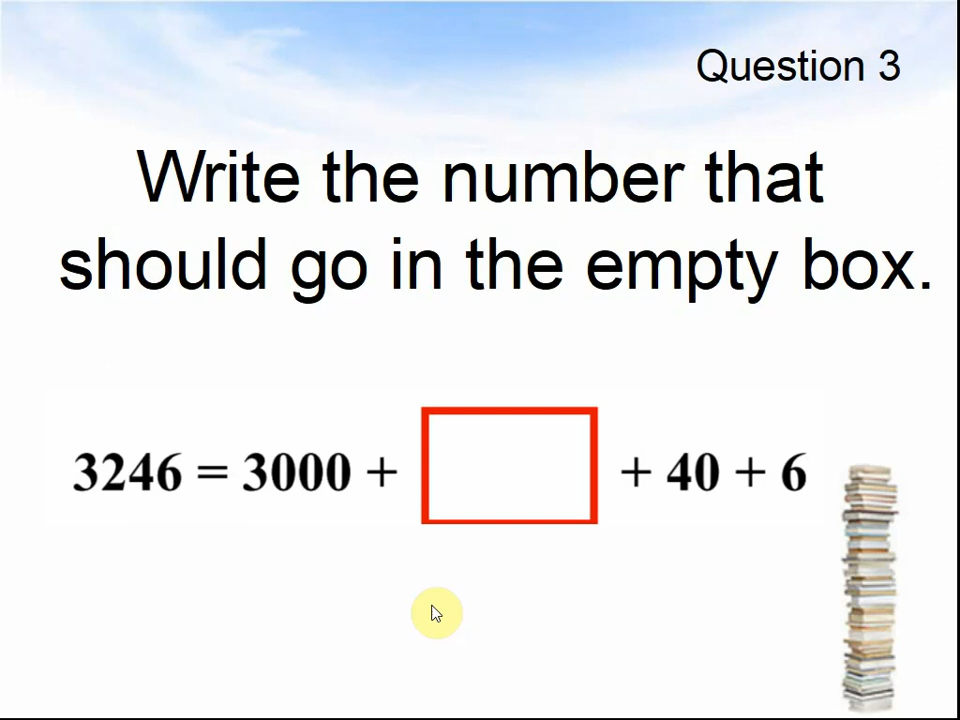 Question 3
Write the number that
should go in the empty box.
3246 = 3000 + + 40 + 6